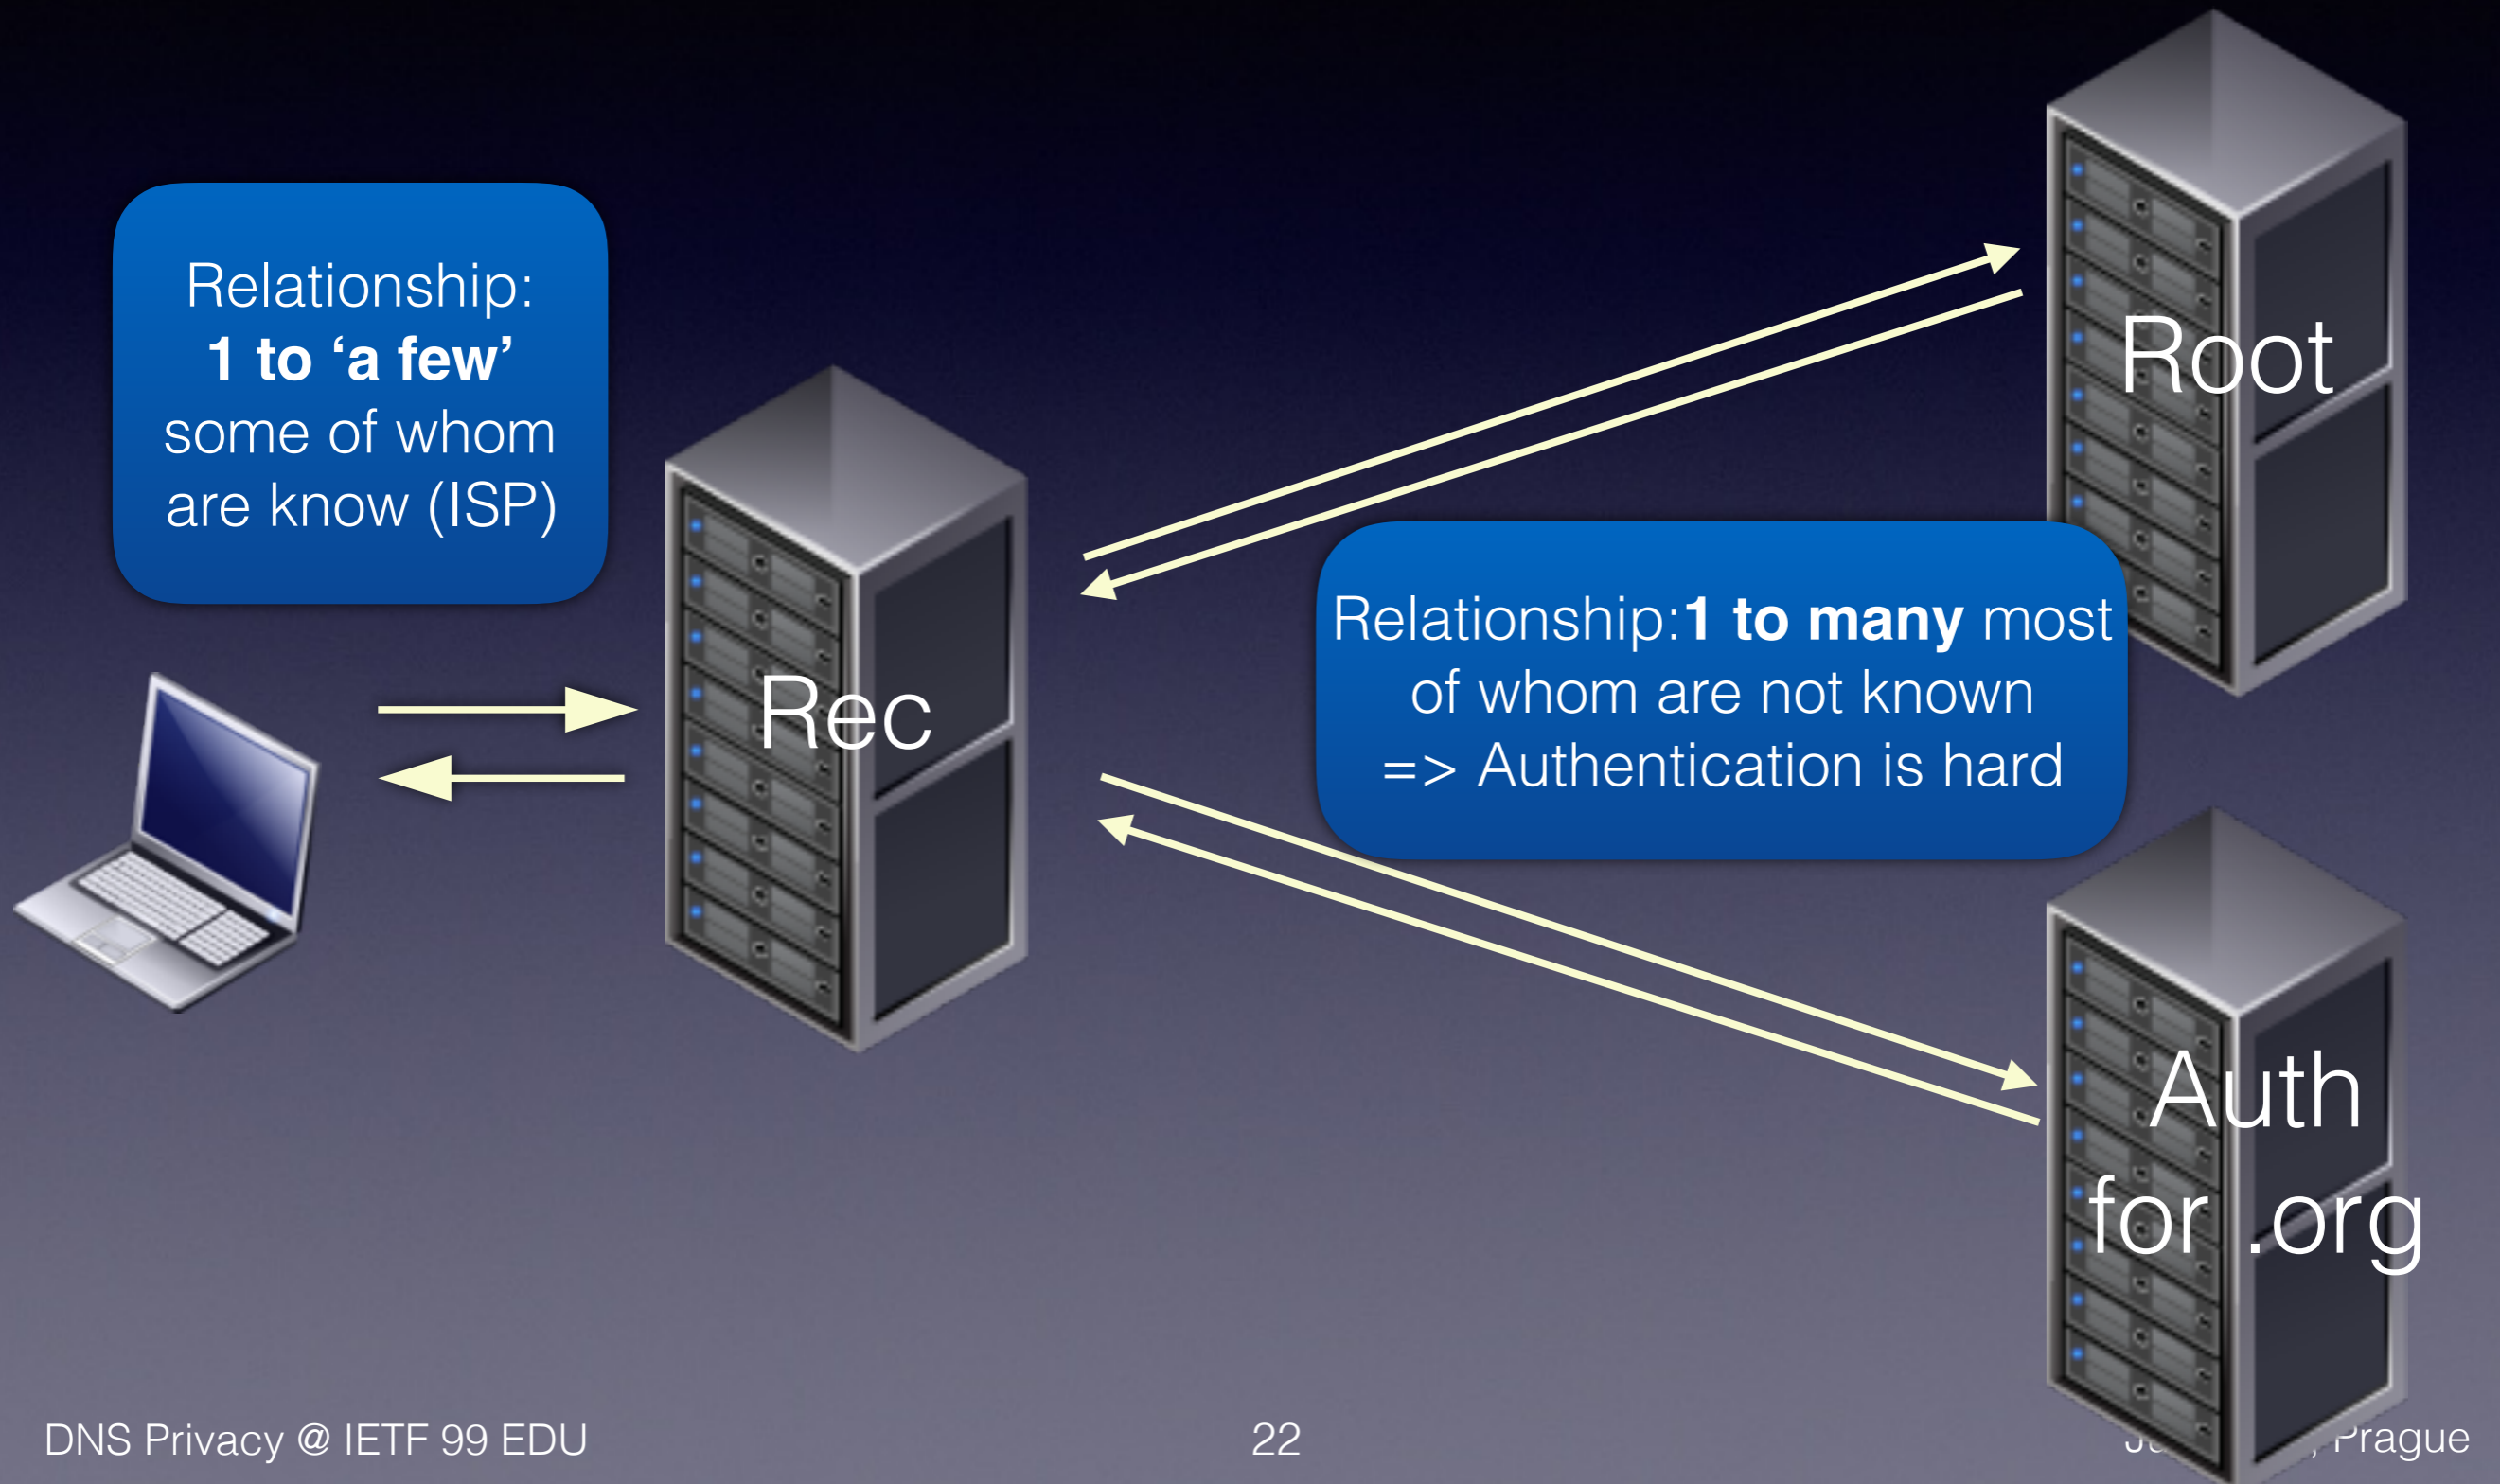 Relationship:
1 to ‘a few’
some of whom
are know (ISP)
Rec
Root
Relationship:1 to many most
of whom are not known
=> Authentication is hard
Auth
for .org
DNS Privacy @ IETF 99 EDU
22
Prague